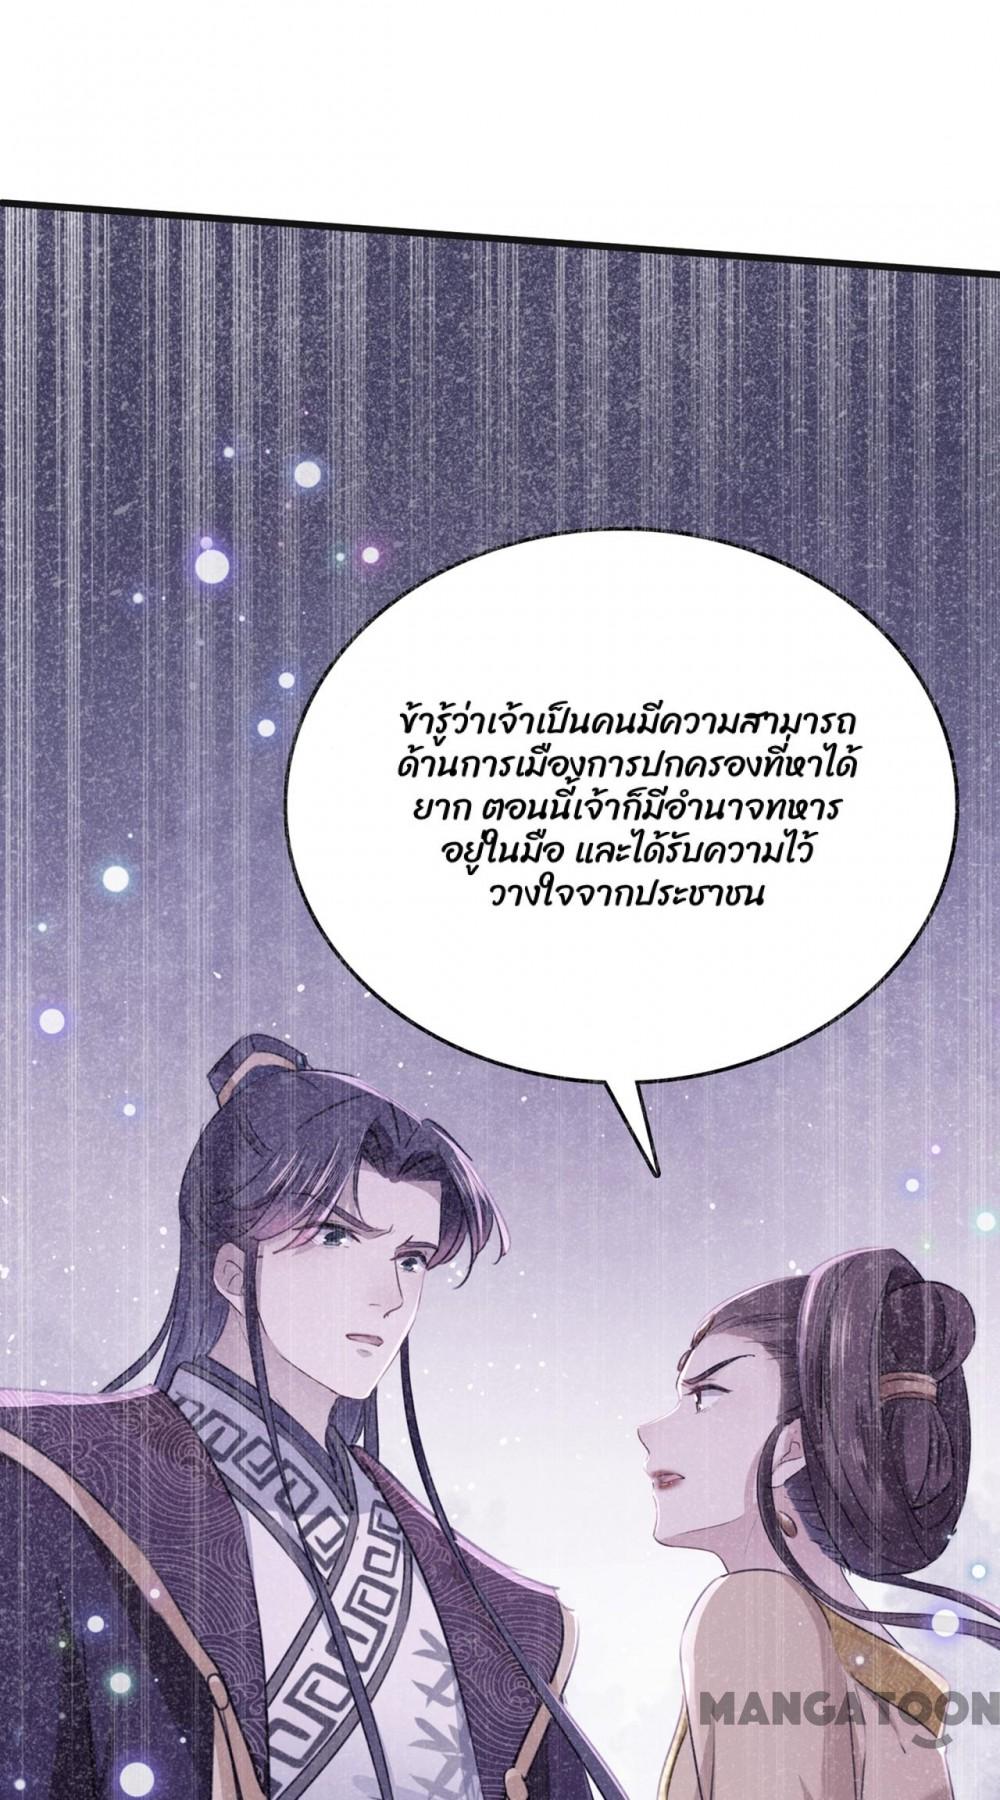 ข้ารู้ว่าเจ้าเป็นคนมีความสามารถ
ด้านการเมืองการปกครองที่หาได้
ยาก ตอนนี้เจ้าก็มีอำนาจทหาร
อยู่ในมือ และได้รับความไว้
วางใจจากประชาชน
MANGATOON